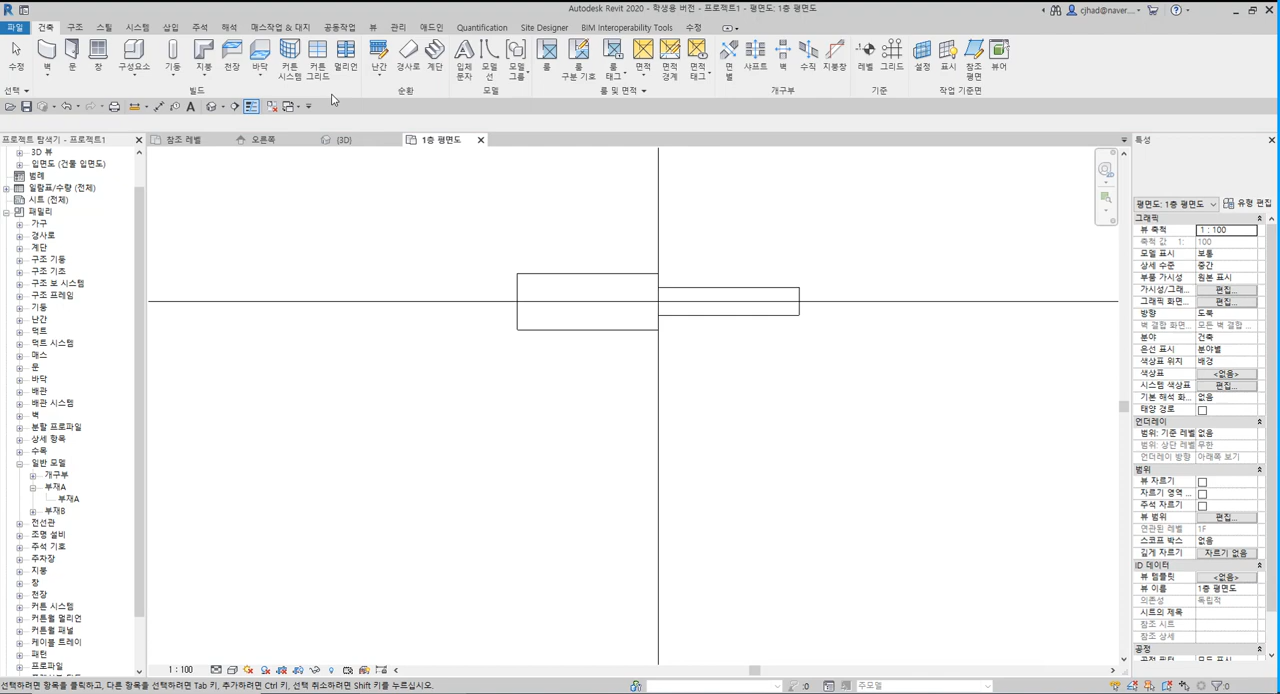 Autodesk Revit 2020 - 학생용 버전 - 프로젝트1 - 평면도: 1층 평면도
cjhad@naver....
파일 건축 구조 스틸 시스템 삽입 주석 해석 매스작업 & 대지 공동작업 뷰 관리 애드인 Quantification Site Designer BIM Interoperability Tools 수정
수정 벽 문 창 구성요소 기둥 지붕 천장 바닥 커튼 시스템 커튼 그리드 멀리언 난간 경사로 계단 입체 문자 모델 선 모델 그룹 룸 룸 구분 기호 룸 태그 면적 면적 경계 면적 태그 면별 샤프트 벽 수직 지붕창 레벨 그리드 설정 표시 참조 평면 뷰어
선택 빌드 순환 모델 룸 및 면적 개구부 기준 작업 기준면
프로젝트 탐색기 - 프로젝트1
참조 레벨 오른쪽 {3D} 1층 평면도
특성
3D 뷰
입면도 (건물 입면도)
범례
일람표/수량 (전체)
시트 (전체)
패밀리
가구
경사로
계단
구조 기둥
구조 기초
구조 보 시스템
구조 프레임
기둥
난간
덕트
덕트 시스템
매스
문
바닥
배관
배관 시스템
벽
분할 프로파일
상세 항목
수목
일반 모델
개구부
부재A
부재A
부재B
전선관
조명 설비
주석 기호
주차장
지붕
창
천장
커튼 시스템
커튼월 멀리언
커튼월 패널
케이블 트레이
패턴
프로파일
평면도: 1층 평면도 유형 편집
그래픽
뷰 축척 1 : 100
축척 값 1: 100
모델 표시 보통
상세 수준 중간
부품 가시성 원본 표시
가시성/그래... 편집...
그래픽 화면... 편집...
방향 도북
벽 결합 화면... 모든 벽 결합 ...
분야 건축
은선 표시 분야별
색상표 위치 배경
색상표 <없음>
시스템 색상표 편집...
기본 해석 화... 없음
태양 경로
언더레이
범위: 기준 레벨 없음
범위: 상단 레벨 무한
언더레이 방향 아래쪽 보기
범위
뷰 자르기
자르기 영역 ...
주석 자르기
뷰 범위 편집...
연관된 레벨 1F
스코프 박스 없음
깊게 자르기 자르기 없음
ID 데이터
뷰 템플릿 <없음>
뷰 이름 1층 평면도
의존성 독립적
시트의 제목
참조 시트
참조 상세
공정
공정 필터 모두 표시
1 : 100
선택하려면 항목을 클릭하고, 다른 항목을 선택하려면 Tab 키, 추가하려면 Ctrl 키, 선택 취소하려면 Shift 키를 누르십시오.
:0 주모델 :0